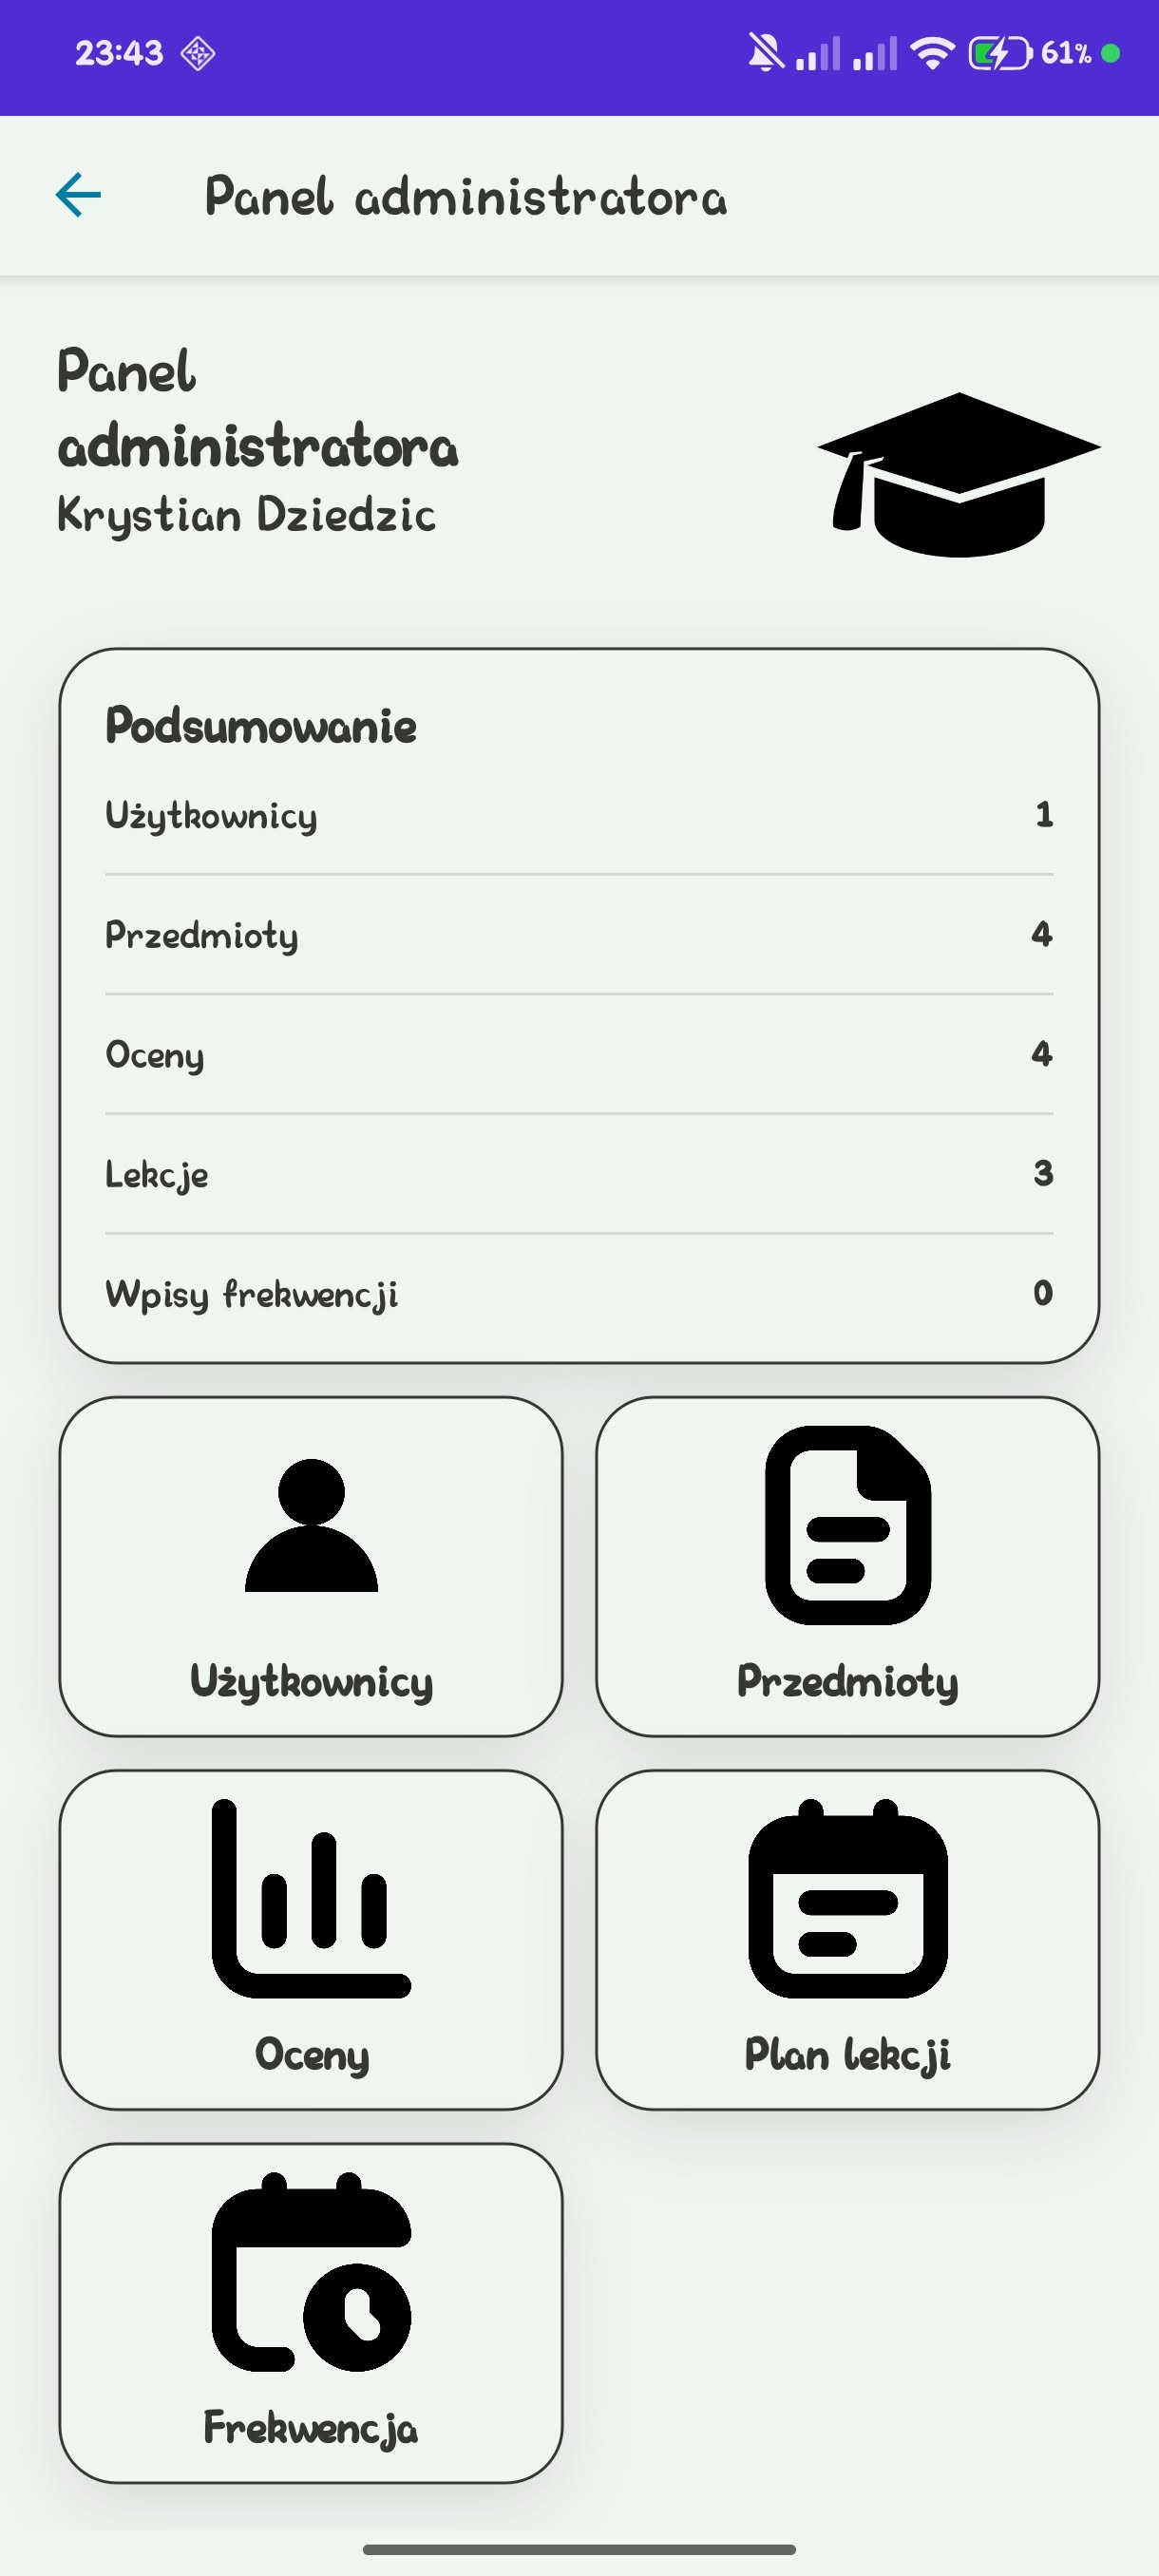 23:43 61%
Panel administratora
Panel
administratora
Krystian Dziedzic
Podsumowanie
Użytkownicy 1
Przedmioty 4
Oceny 4
Lekcje 3
Wpisy frekwencji 0
Użytkownicy Przedmioty
Oceny Plan lekcji
Frekwencja